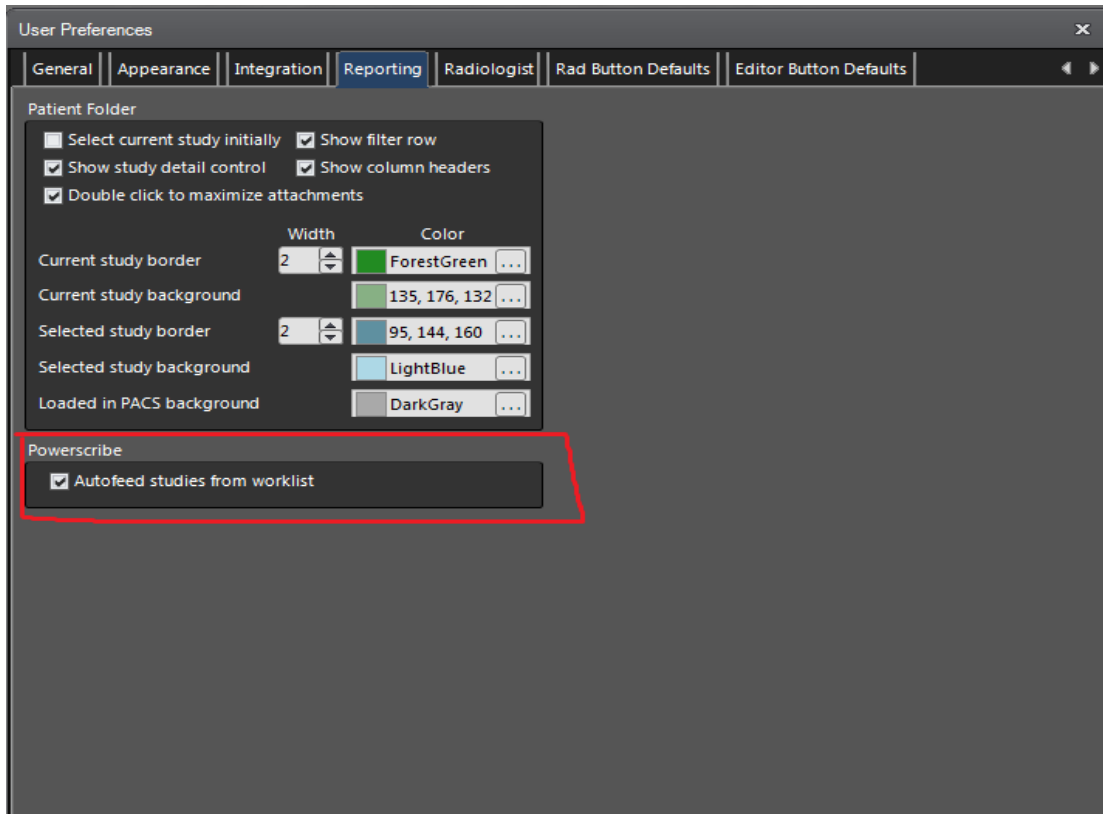 User Preferences
General Appearance Integration Reporting Radiologist Rad Button Defaults Editor Button Defaults
Patient Folder
Select current study initially Show filter row
Show study detail control Show column headers
Double click to maximize attachments
Width Color
Current study border 2 ForestGreen ...
Current study background 135, 176, 132 ...
Selected study border 2 95, 144, 160 ...
Selected study background LightBlue ...
Loaded in PACS background DarkGray ...
Powerscribe
Autofeed studies from worklist